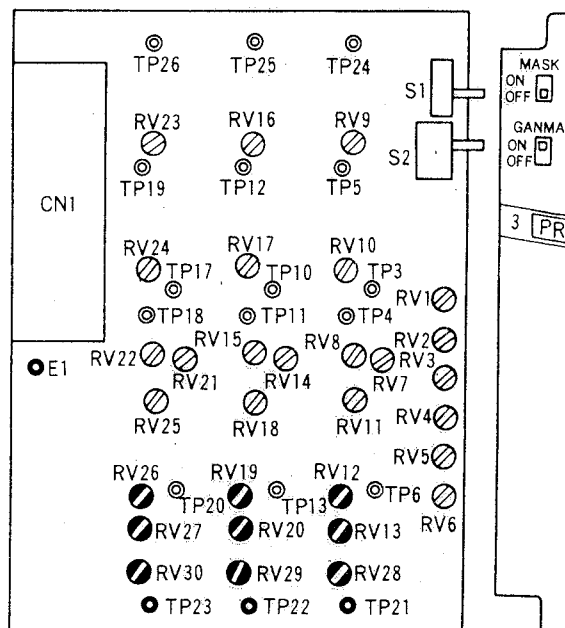 TP26 TP25 TP24
MASK
S1
ON
OFF
RV23 RV16 RV9
GANMA
ON
OFF
S2
TP19 TP12 TP5
CN1
3 PR
RV24 RV17 RV10
TP17 TP10 TP3
RV1
TP18 TP11 TP4
RV15 RV8 RV2
RV22 RV3
E1
RV21 RV14 RV7
RV25 RV18 RV11 RV4
RV5
RV26 RV19 RV12
TP20 TP13 TP6
RV6
RV27 RV20 RV13
RV30 RV29 RV28
TP23 TP22 TP21